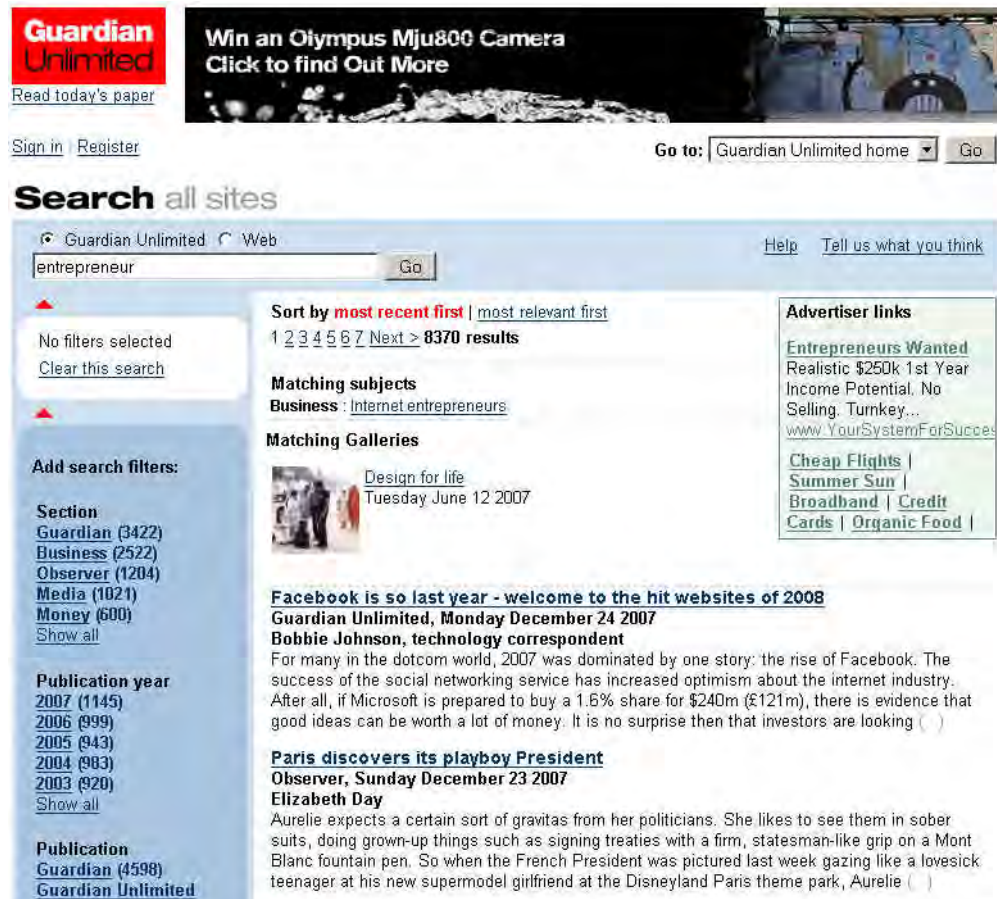 Guardian
Unlimited
Read today's paper
Win an Olympus Mju800 Camera
Click to find Out More
Sign in | Register
Go to: Guardian Unlimited home Go
Search all sites
Guardian Unlimited Web
entrepreneur Go
Help Tell us what you think
No filters selected
Clear this search
Add search filters:
Section
Guardian (3422)
Business (2522)
Observer (1204)
Media (1021)
Money (600)
Show all
Publication year
2007 (1145)
2006 (999)
2005 (943)
2004 (983)
2003 (920)
Show all
Publication
Guardian (4598)
Guardian Unlimited
Sort by most recent first | most relevant first
1 2 3 4 5 6 7 Next > 8370 results
Matching subjects
Business : Internet entrepreneurs
Matching Galleries
Design for life
Tuesday June 12 2007
Advertiser links
Entrepreneurs Wanted
Realistic $250k 1st Year
Income Potential. No
Selling. Turnkey...
www.YourSystemForSucces
Cheap Flights |
Summer Sun |
Broadband | Credit
Cards | Organic Food |
Facebook is so last year - welcome to the hit websites of 2008
Guardian Unlimited, Monday December 24 2007
Bobbie Johnson, technology correspondent
For many in the dotcom world, 2007 was dominated by one story: the rise of Facebook. The
success of the social networking service has increased optimism about the internet industry.
After all, if Microsoft is prepared to buy a 1.6% share for $240m (£121m), there is evidence that
good ideas can be worth a lot of money. It is no surprise then that investors are looking ( )
Paris discovers its playboy President
Observer, Sunday December 23 2007
Elizabeth Day
Aurelie expects a certain sort of gravitas from her politicians. She likes to see them in sober
suits, doing grown-up things such as signing treaties with a firm, statesman-like grip on a Mont
Blanc fountain pen. So when the French President was pictured last week gazing like a lovesick
teenager at his new supermodel girlfriend at the Disneyland Paris theme park, Aurelie ( )